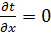 ∂t/∂x = 0